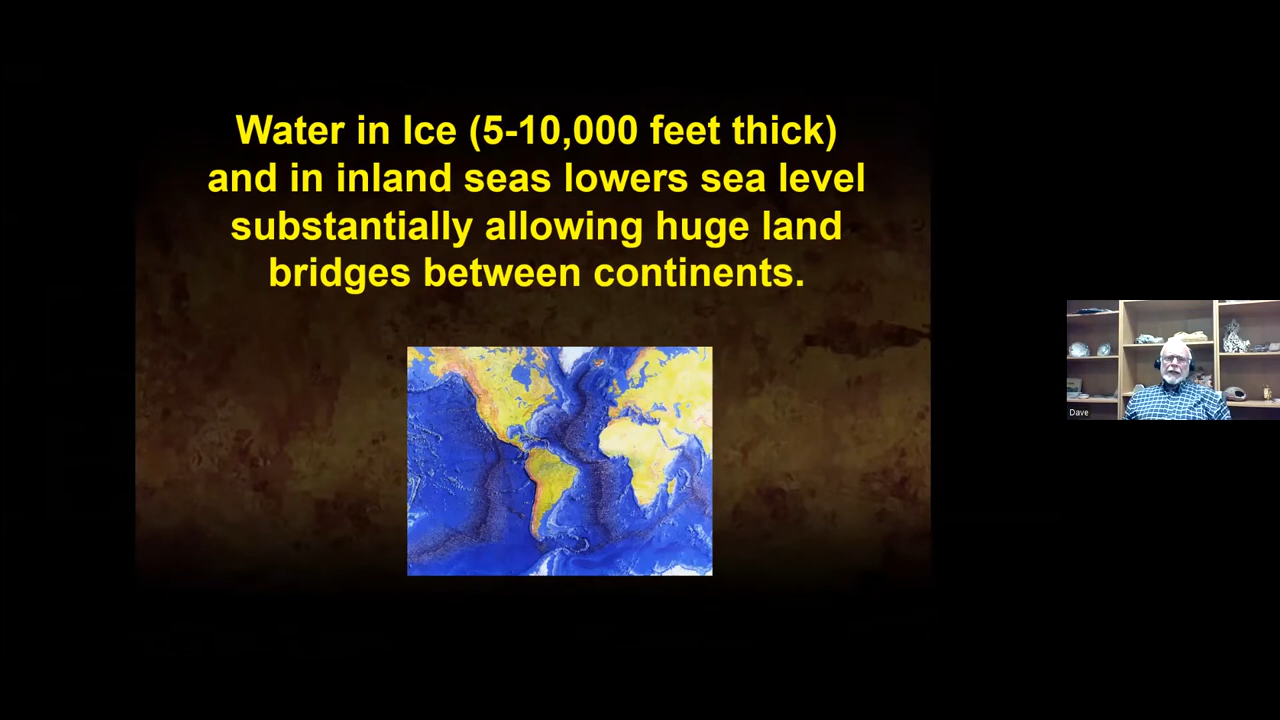 Water in Ice (5-10,000 feet thick)
and in inland seas lowers sea level
substantially allowing huge land
bridges between continents.
Dave